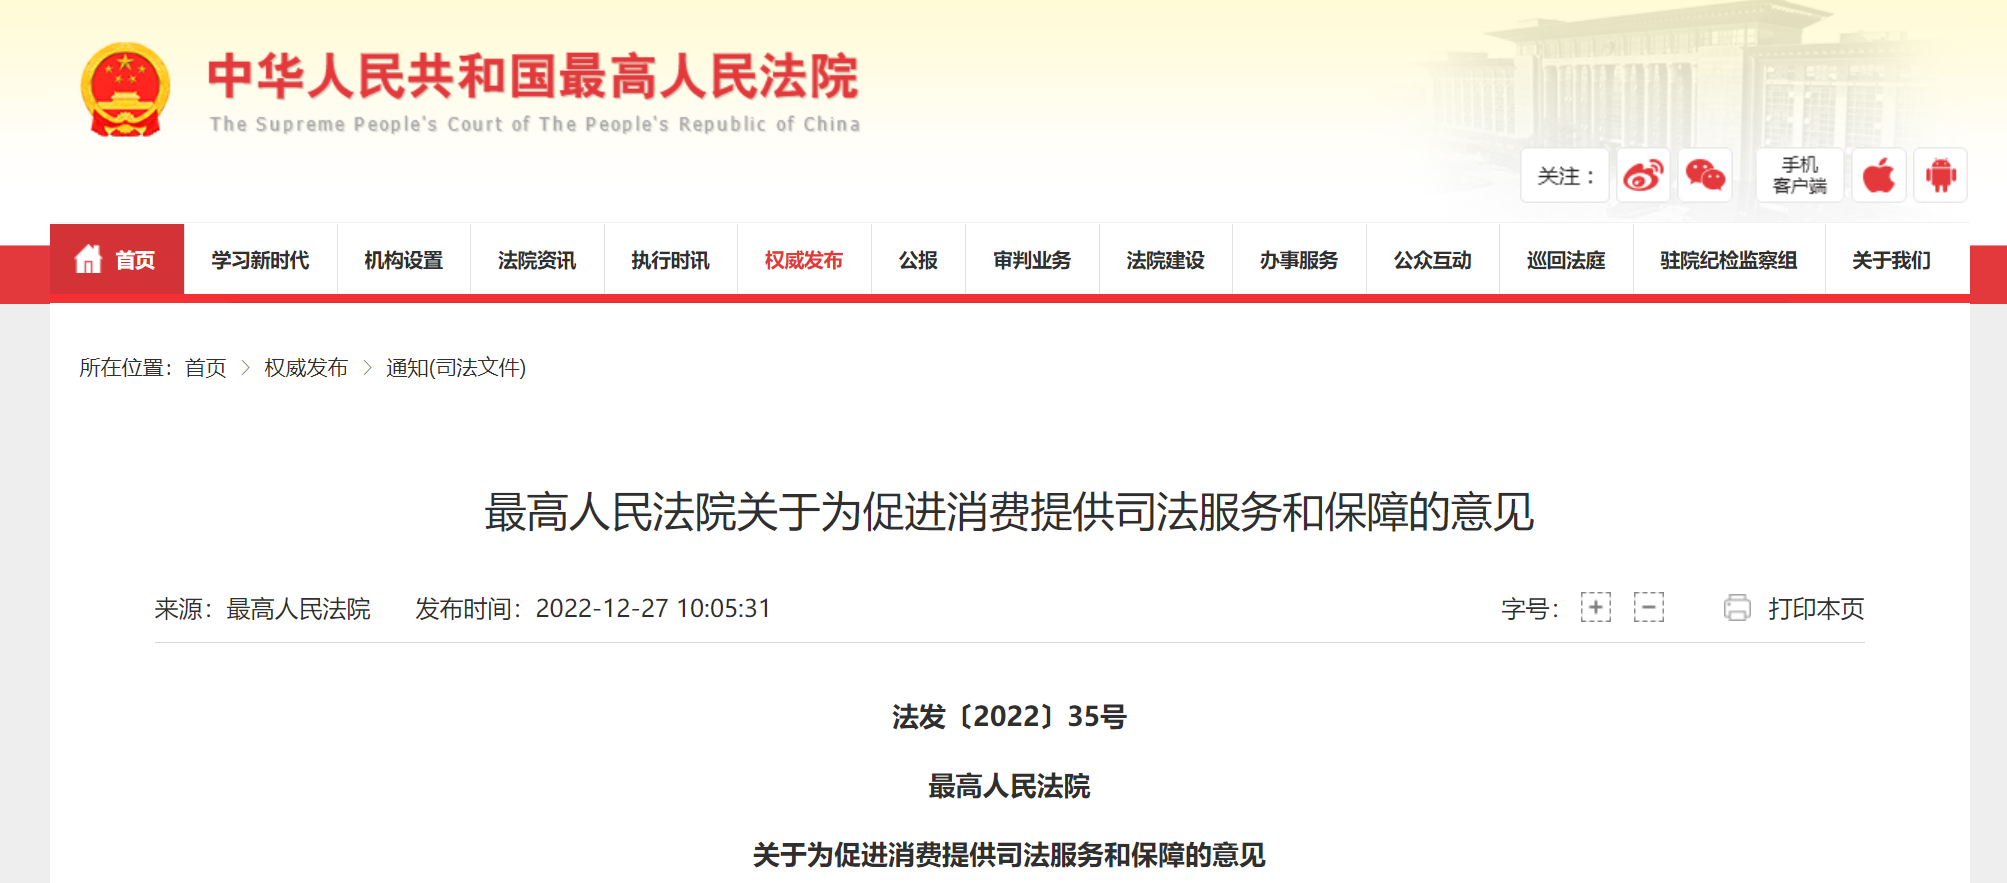 中华人民共和国最高人民法院
The Supreme People's Court of The People's Republic of China
关注：
手机
客户端
首页 学习新时代 机构设置 法院资讯 执行时讯 权威发布 公报 审判业务 法院建设 办事服务 公众互动 巡回法庭 驻院纪检监察组 关于我们
所在位置：首页 > 权威发布 > 通知(司法文件)
最高人民法院关于为促进消费提供司法服务和保障的意见
来源：最高人民法院 发布时间：2022-12-27 10:05:31 字号： + − 打印本页
法发〔2022〕35号
最高人民法院
关于为促进消费提供司法服务和保障的意见